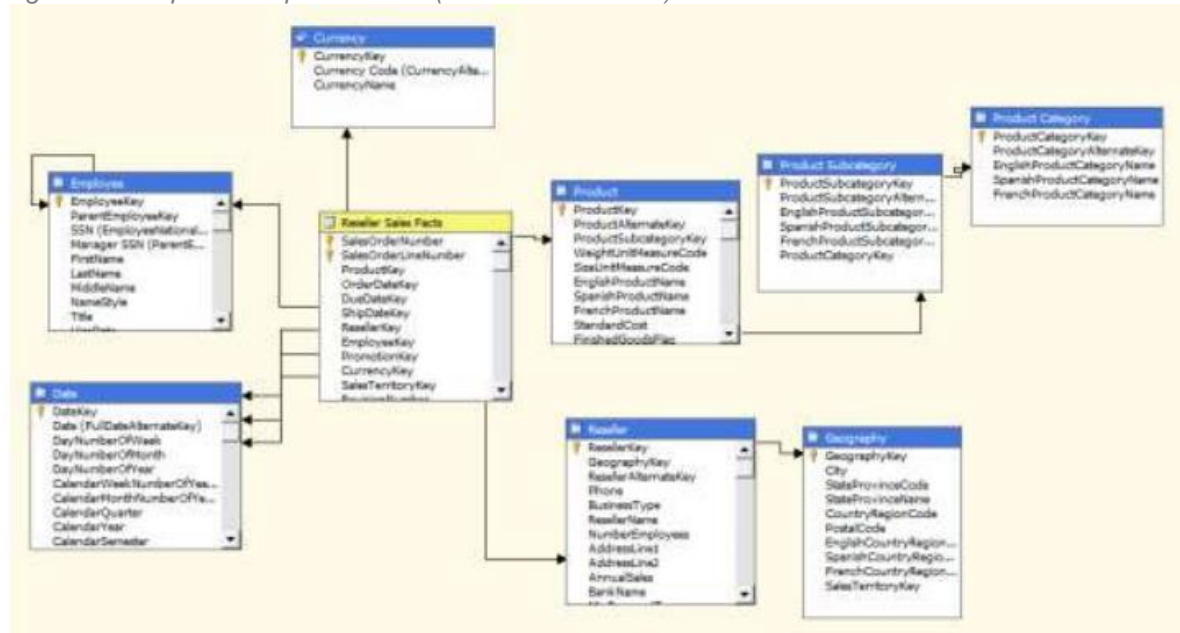 Currency
CurrencyKey
Currency Code (CurrencyAlte...
CurrencyName
Employee
EmployeeKey
ParentEmployeeKey
SSN (EmployeeNational...
Manager SSN (ParentE...
FirstName
LastName
MiddleName
NameStyle
Title
Reseller Sales Facts
SalesOrderNumber
SalesOrderLineNumber
ProductKey
OrderDateKey
DueDateKey
ShipDateKey
ResellerKey
EmployeeKey
PromotionKey
CurrencyKey
SalesTerritoryKey
RevisionNumber
Product
ProductKey
ProductAlternateKey
ProductSubcategoryKey
WeightUnitMeasureCode
SizeUnitMeasureCode
EnglishProductName
SpanishProductName
FrenchProductName
StandardCost
FinishedGoodsFlag
Product Subcategory
ProductSubcategoryKey
ProductSubcategoryAltern...
EnglishProductSubcategor...
SpanishProductSubcategor...
FrenchProductSubcategor...
ProductCategoryKey
Product Category
ProductCategoryKey
ProductCategoryAlternateKey
EnglishProductCategoryName
SpanishProductCategoryName
FrenchProductCategoryName
Date
DateKey
Date (FullDateAlternateKey)
DayNumberOfWeek
DayNumberOfMonth
DayNumberOfYear
CalendarWeekNumberOfYea...
CalendarMonthNumberOfYe...
CalendarQuarter
CalendarYear
CalendarSemester
Reseller
ResellerKey
GeographyKey
ResellerAlternateKey
Phone
BusinessType
ResellerName
NumberEmployees
AddressLine1
AddressLine2
AnnualSales
BankName
Geography
GeographyKey
City
StateProvinceCode
StateProvinceName
CountryRegionCode
PostalCode
EnglishCountryRegion...
SpanishCountryRegio...
FrenchCountryRegion...
SalesTerritoryKey